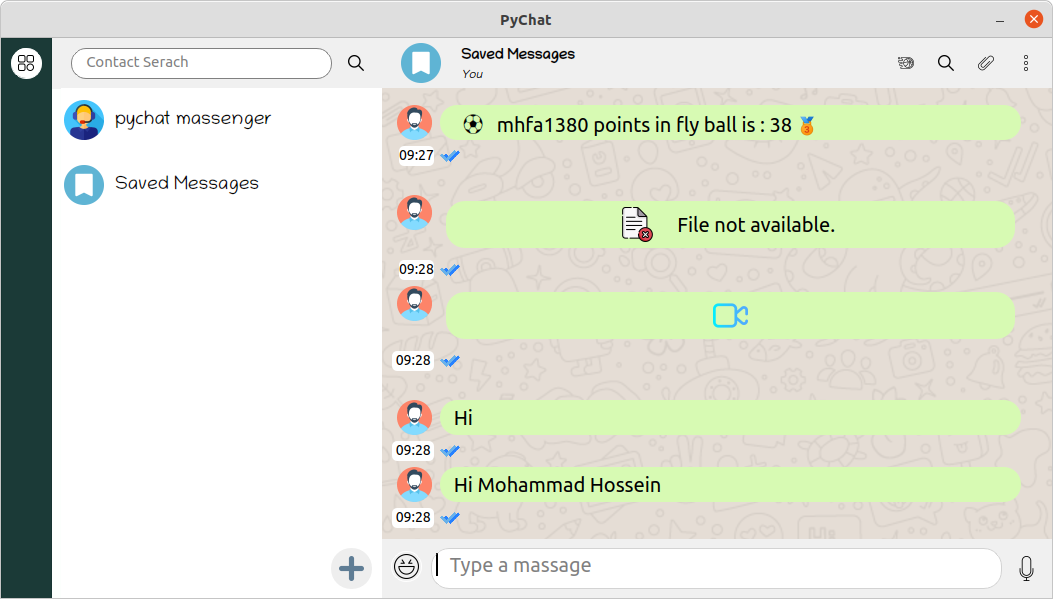 PyChat
Contact Serach
pychat massenger
Saved Messages
Saved Messages
You
mhfa1380 points in fly ball is : 38 🥉
09:27
File not available.
09:28
09:28
Hi
09:28
Hi Mohammad Hossein
09:28
Type a massage